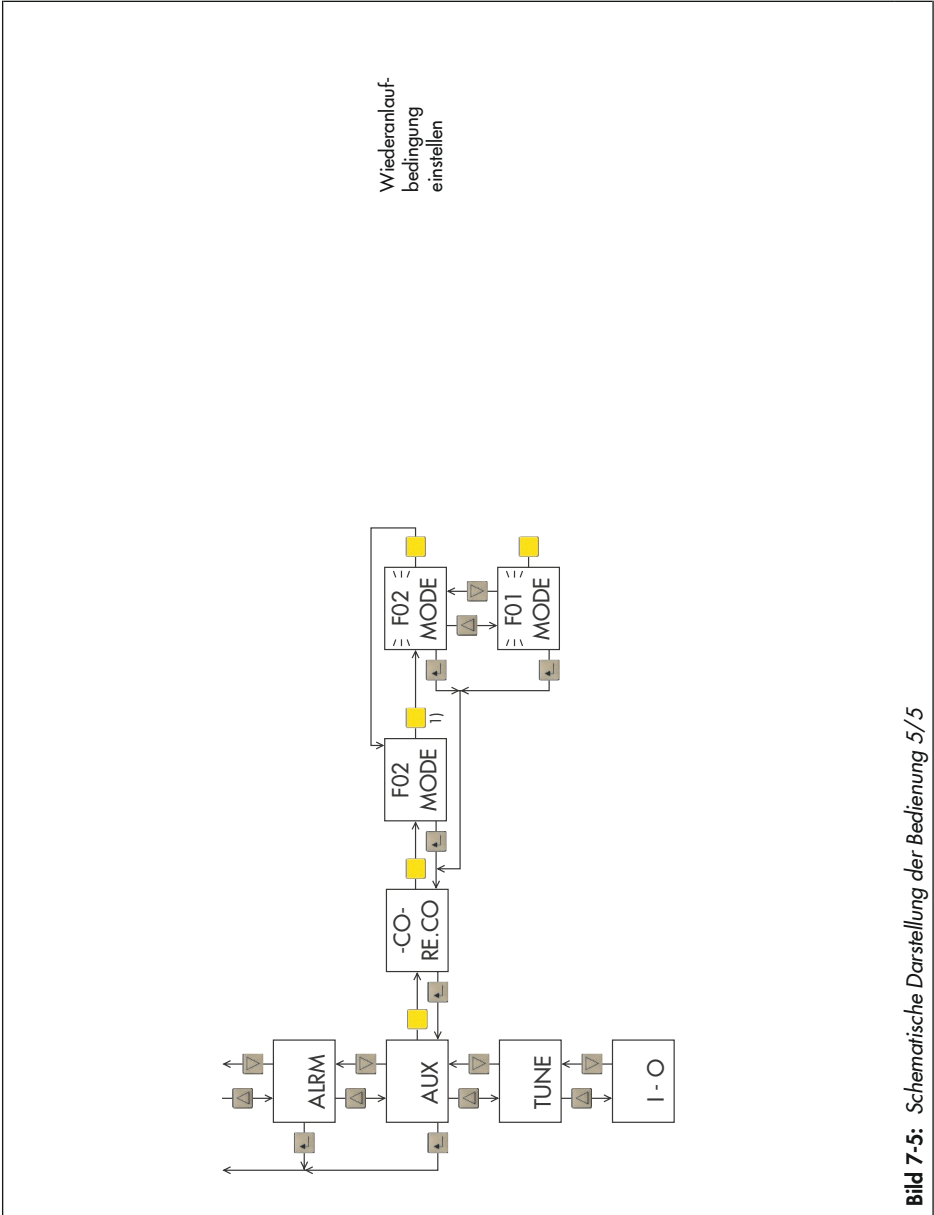 Wiederanlauf-
bedingung
einstellen
ALRM
AUX
TUNE
I - O
-CO-
RE.CO
F02
MODE
1)
F02
MODE
F01
MODE
Bild 7-5: Schematische Darstellung der Bedienung 5/5